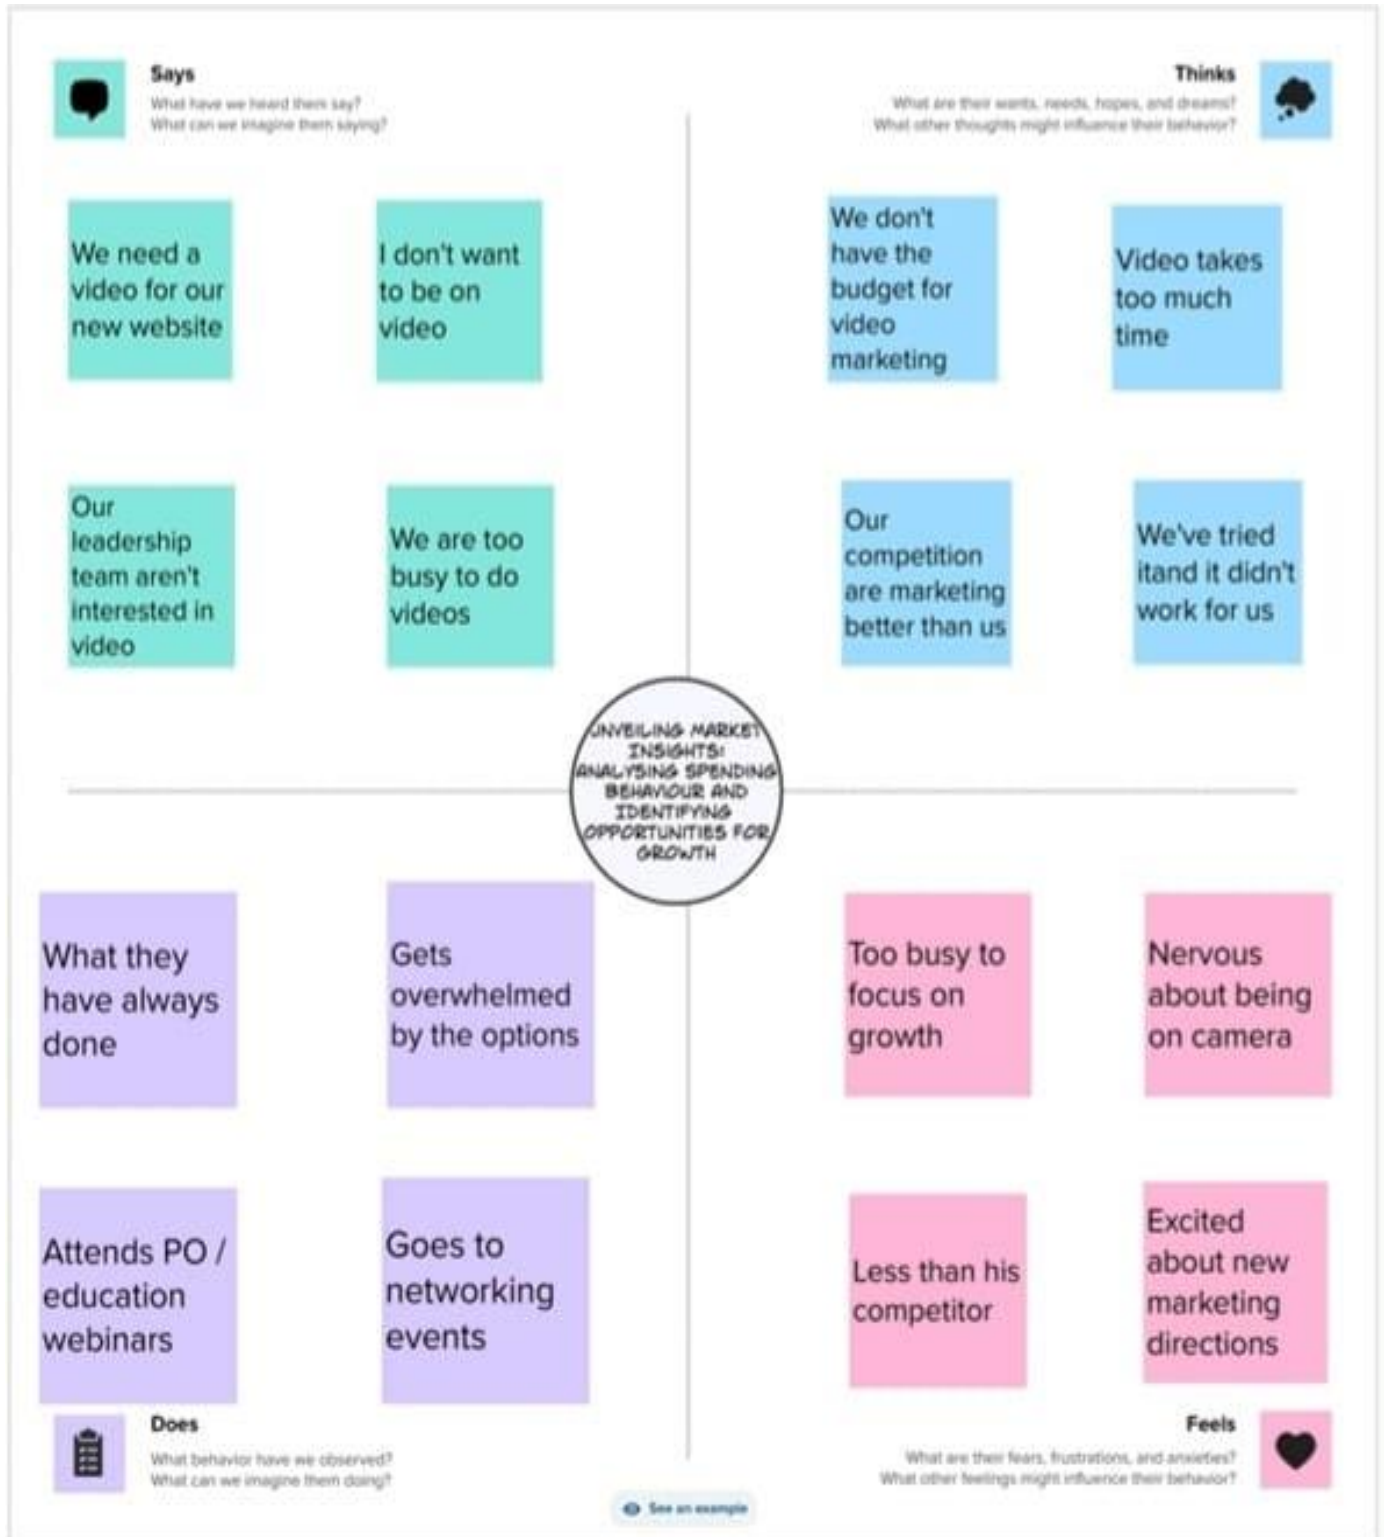 Says
What have we heard them say?
What can we imagine them saying?
Thinks
What are their wants, needs, hopes, and dreams?
What other thoughts might influence their behavior?
We need a
video for our
new website
I don't want
to be on
video
We don't
have the
budget for
video
marketing
Video takes
too much
time
Our
leadership
team aren't
interested in
video
We are too
busy to do
videos
Our
competition
are marketing
better than us
We've tried
itand it didn't
work for us
UNVEILING MARKET
INSIGHTS:
ANALYSING SPENDING
BEHAVIOUR AND
IDENTIFYING
OPPORTUNITIES FOR
GROWTH
What they
have always
done
Gets
overwhelmed
by the options
Too busy to
focus on
growth
Nervous
about being
on camera
Attends PO /
education
webinars
Goes to
networking
events
Less than his
competitor
Excited
about new
marketing
directions
Does
What behavior have we observed?
What can we imagine them doing?
Feels
What are their fears, frustrations, and anxieties?
What other feelings might influence their behavior?
See an example